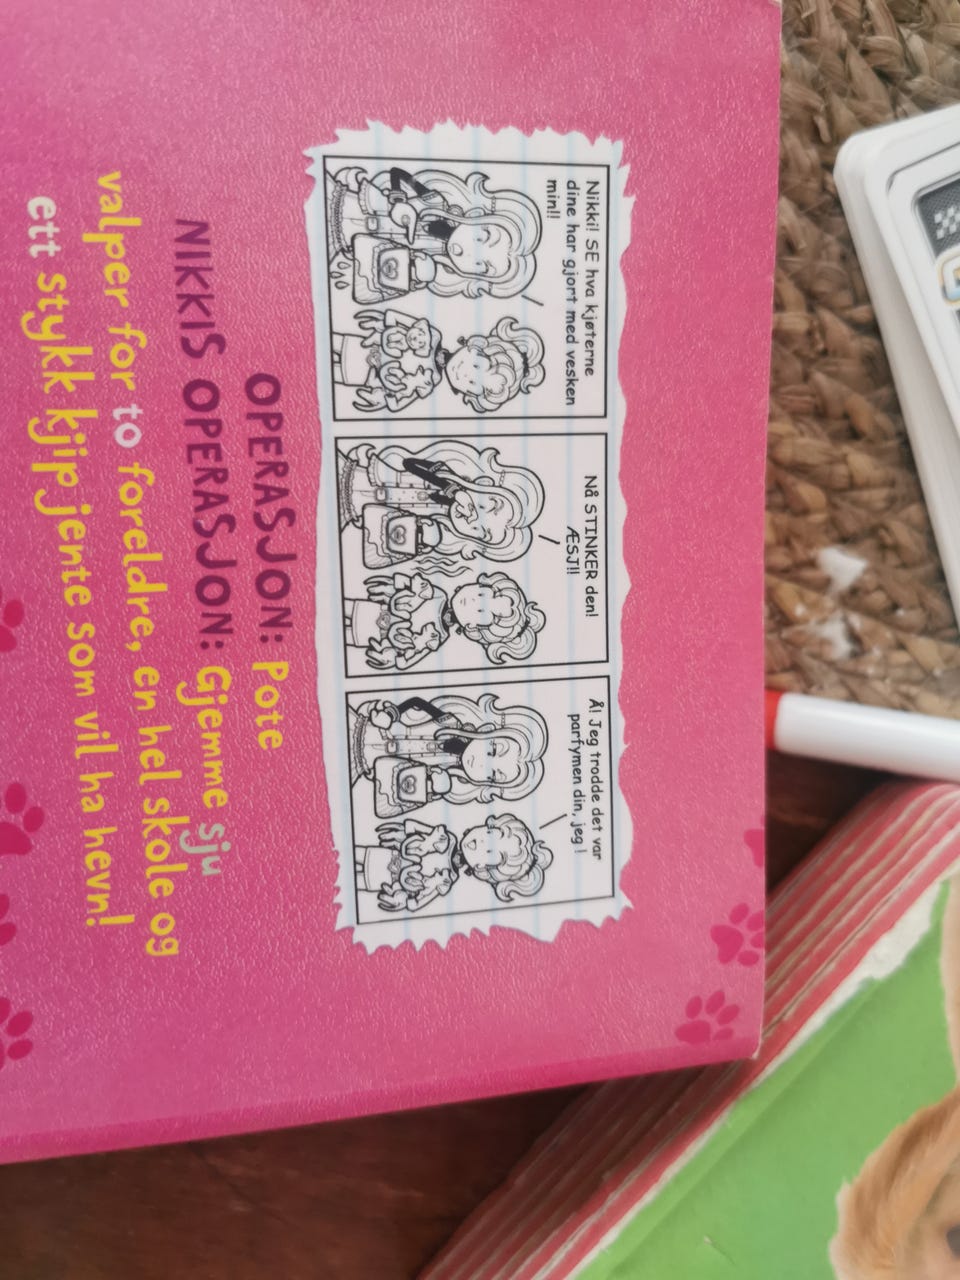 Nikki! SE hva kjøterne
dine har gjort med vesken
min!!
Nå STINKER den!
ÆSJ!!
Å! Jeg trodde det var
parfymen din, jeg!
OPERASJON: Pote
NIKKIS OPERASJON: Gjemme sju
valper for to foreldre, en hel skole og
ett stykk kjip jente som vil ha hevn!